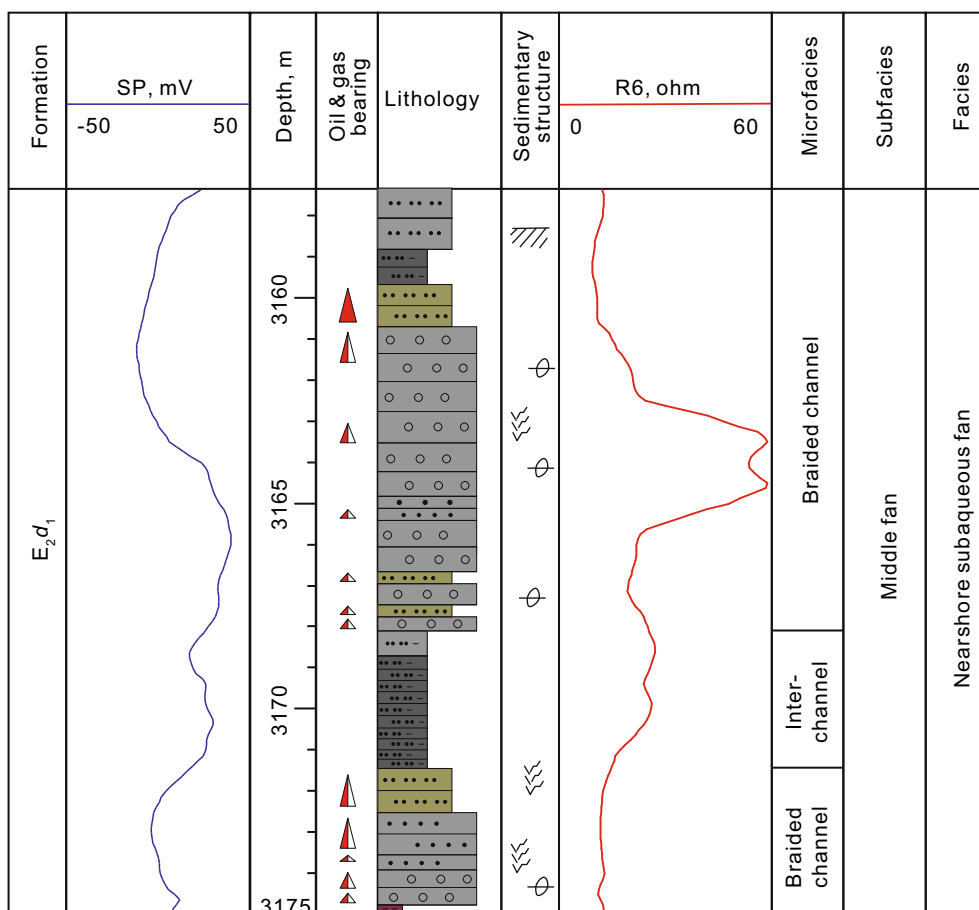 Formation
SP, mV
-50 50
Depth, m
Oil & gas
bearing
Lithology
Sedimentary
structure
R6, ohm
0 60
Microfacies
Subfacies
Facies
E₂d₁
3160
3165
3170
3175
Braided channel
Inter-
channel
Braided
channel
Middle fan
Nearshore subaqueous fan